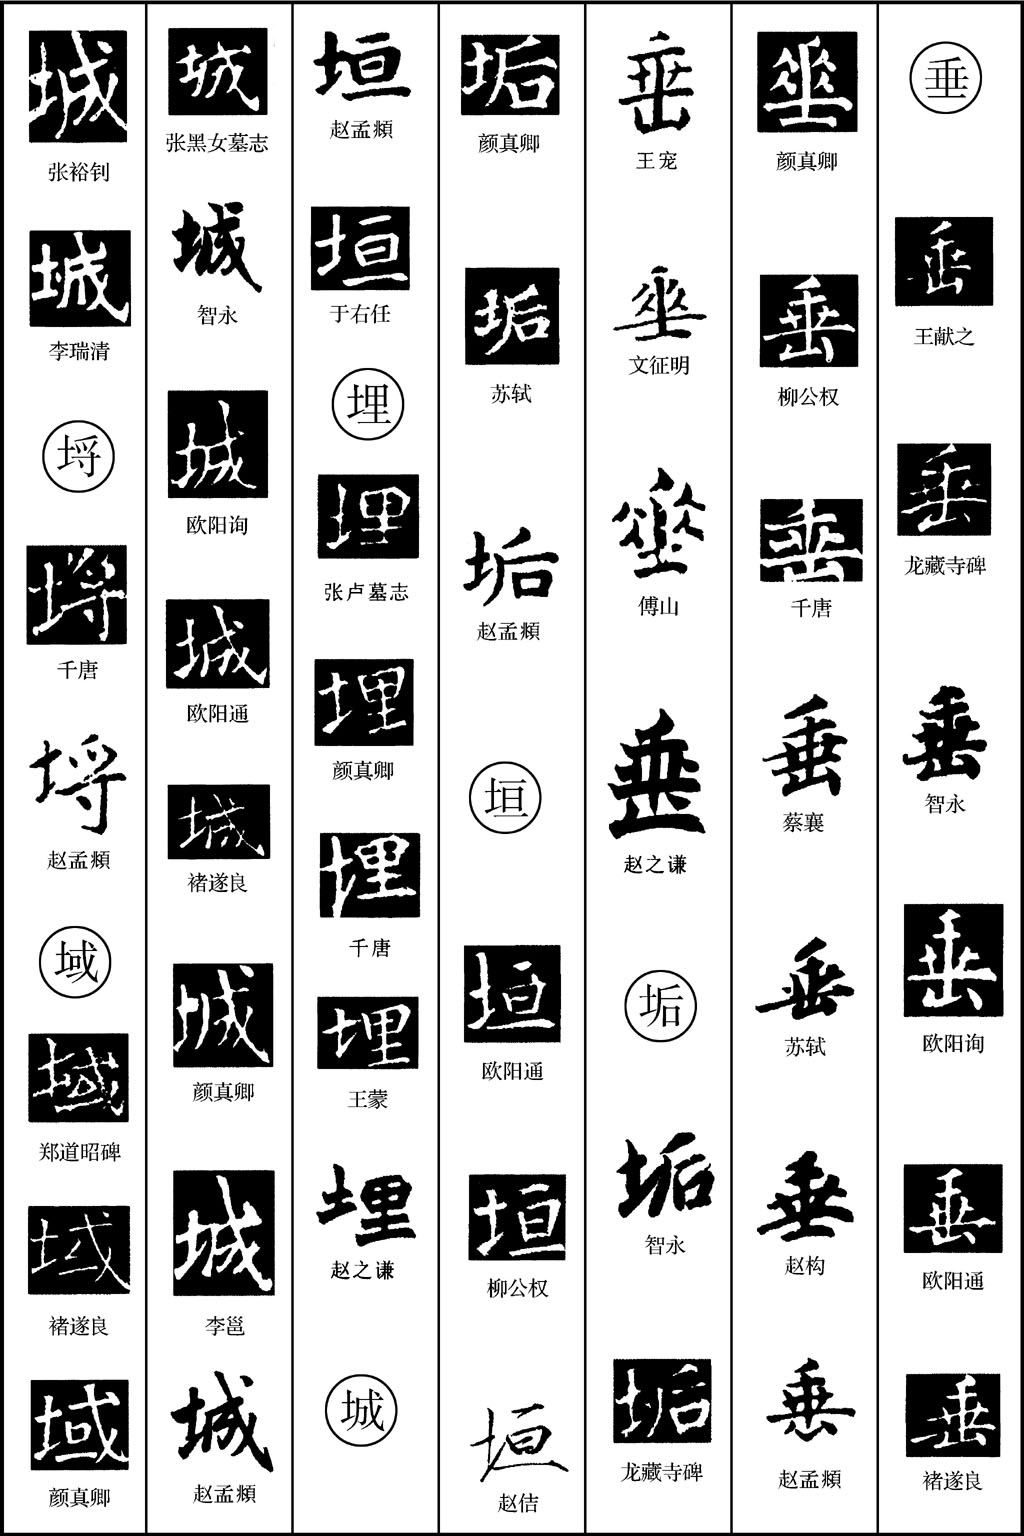 垂
垂
王献之
垂
龙藏寺碑
垂
智永
垂
欧阳询
垂
欧阳通
垂
褚遂良
垂
颜真卿
垂
柳公权
垂
千唐
垂
蔡襄
垂
苏轼
垂
赵构
垂
赵孟頫
垂
王宠
垂
文征明
垂
傅山
垂
赵之谦
垢
垢
智永
垢
龙藏寺碑
垢
颜真卿
垢
苏轼
垢
赵孟頫
垣
垣
欧阳通
垣
柳公权
垣
赵佶
垣
赵孟頫
垣
于右任
埋
埋
张卢墓志
埋
颜真卿
埋
千唐
埋
王蒙
埋
赵之谦
城
城
张黑女墓志
城
智永
城
欧阳询
城
欧阳通
城
褚遂良
城
颜真卿
城
李邕
城
赵孟頫
城
张裕钊
城
李瑞清
埒
埒
千唐
埒
赵孟頫
域
域
郑道昭碑
域
褚遂良
域
颜真卿